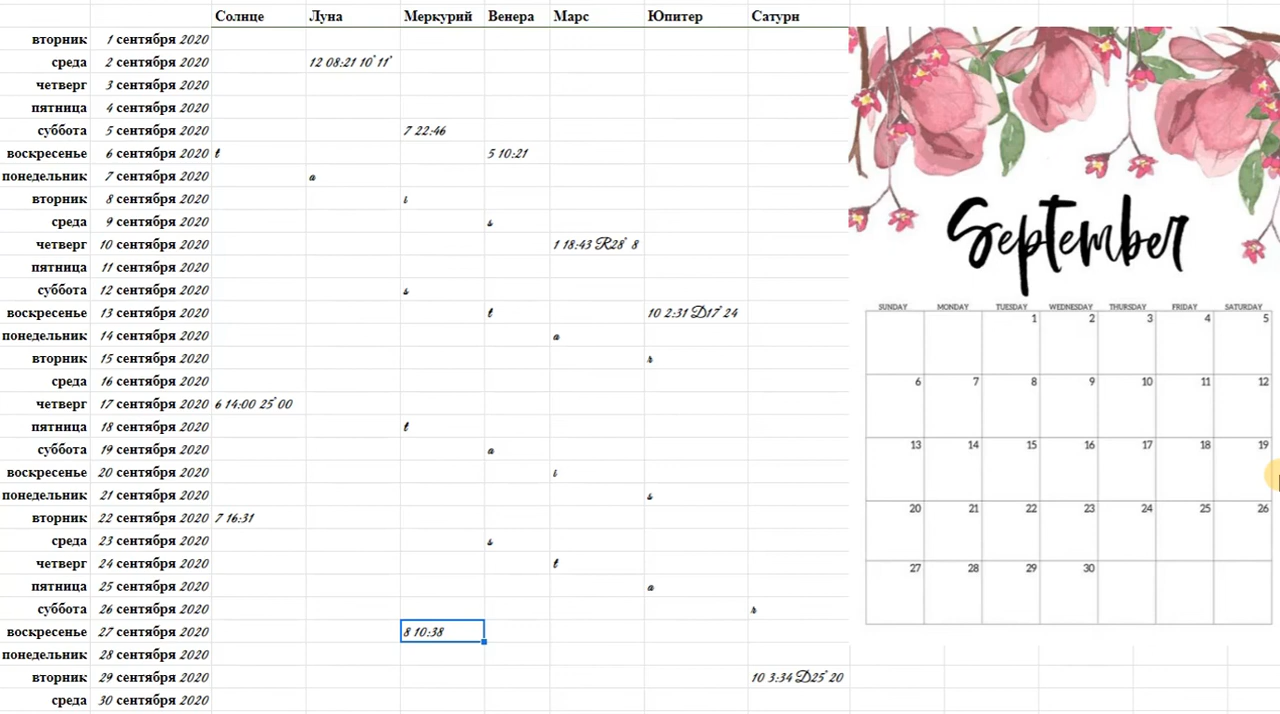 Солнце Луна Меркурий Венера Марс Юпитер Сатурн
вторник 1 сентября 2020
среда 2 сентября 2020 12 08:21 10°11'
четверг 3 сентября 2020
пятница 4 сентября 2020
суббота 5 сентября 2020 7 22:46
воскресенье 6 сентября 2020 t 5 10:21
понедельник 7 сентября 2020 a
вторник 8 сентября 2020 i
среда 9 сентября 2020 s
четверг 10 сентября 2020 1 18:43 R28° 8
пятница 11 сентября 2020
суббота 12 сентября 2020 s
воскресенье 13 сентября 2020 t 10 2:31 D17°24
понедельник 14 сентября 2020 a
вторник 15 сентября 2020 r
среда 16 сентября 2020
четверг 17 сентября 2020 6 14:00 25°00
пятница 18 сентября 2020 t
суббота 19 сентября 2020 a
воскресенье 20 сентября 2020 i
понедельник 21 сентября 2020 s
вторник 22 сентября 2020 7 16:31
среда 23 сентября 2020 s
четверг 24 сентября 2020 t
пятница 25 сентября 2020 a
суббота 26 сентября 2020 r
воскресенье 27 сентября 2020 8 10:38
понедельник 28 сентября 2020
вторник 29 сентября 2020 10 3:34 D25°20
среда 30 сентября 2020
September
SUNDAY MONDAY TUESDAY WEDNESDAY THURSDAY FRIDAY SATURDAY
1 2 3 4 5
6 7 8 9 10 11 12
13 14 15 16 17 18 19
20 21 22 23 24 25 26
27 28 29 30